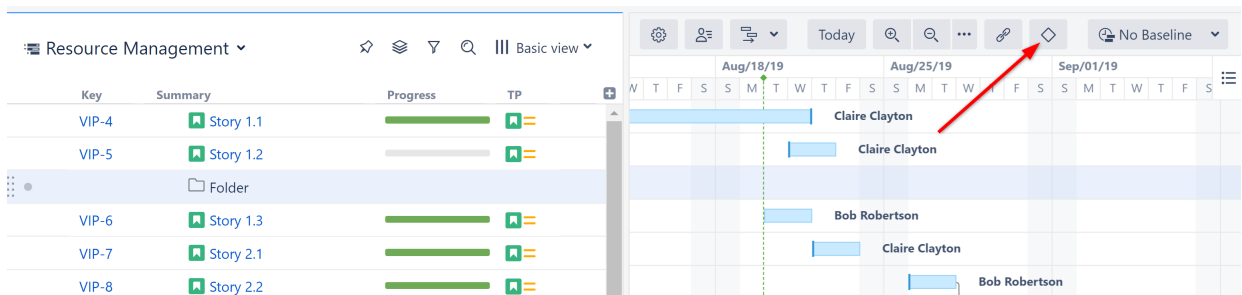 Resource Management
Basic view
Today
No Baseline
Aug/18/19
Aug/25/19
Sep/01/19
W T F S S M T W T F S S M T W T F S S M T W T F S
Key Summary Progress TP
VIP-4 Story 1.1 Claire Clayton
VIP-5 Story 1.2 Claire Clayton
Folder
VIP-6 Story 1.3 Bob Robertson
VIP-7 Story 2.1 Claire Clayton
VIP-8 Story 2.2 Bob Robertson